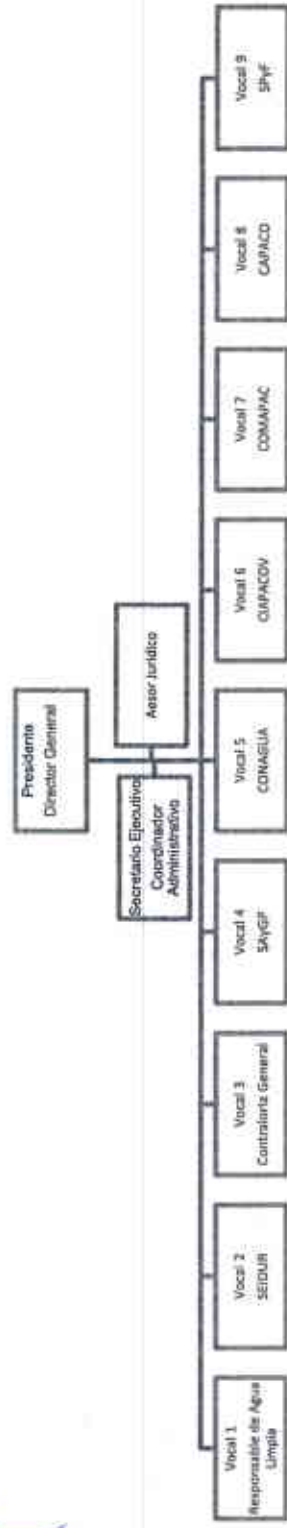 Presidente
Director General
Secretario Ejecutivo
Coordinador
Administrativo
Aesor Jurídico
Vocal 1
Responsable de Agua
Limpia
Vocal 2
SEIDUR
Vocal 3
Contraloría General
Vocal 4
SAyGP
Vocal 5
CONAGUA
Vocal 6
CIAPACOV
Vocal 7
COMAPAC
Vocal 8
CAPACO
Vocal 9
SPyF